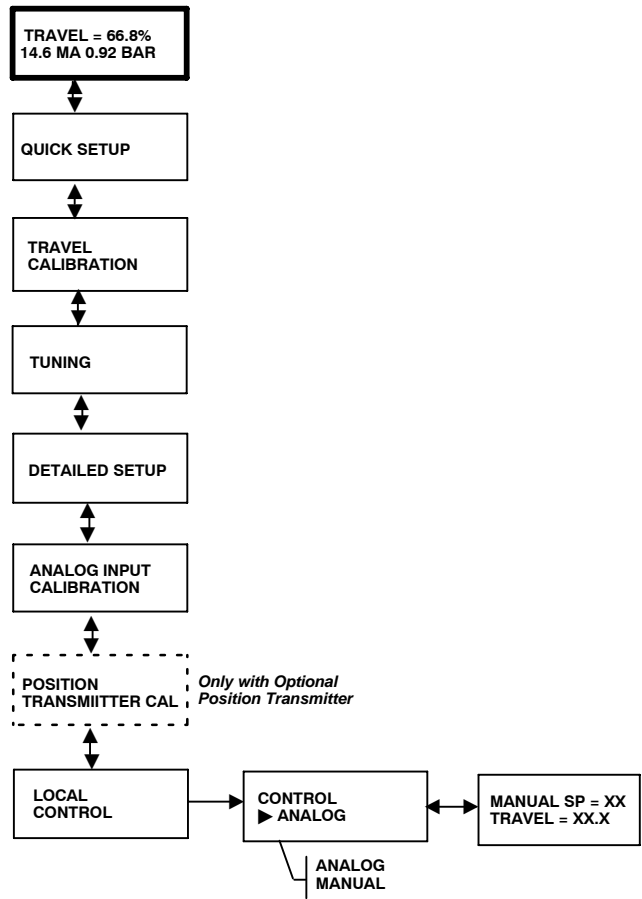 TRAVEL = 66.8%
14.6 MA 0.92 BAR
QUICK SETUP
TRAVEL
CALIBRATION
TUNING
DETAILED SETUP
ANALOG INPUT
CALIBRATION
POSITION
TRANSMIITTER CAL
Only with Optional
Position Transmitter
LOCAL
CONTROL
CONTROL
▶ ANALOG
MANUAL SP = XX
TRAVEL = XX.X
ANALOG
MANUAL